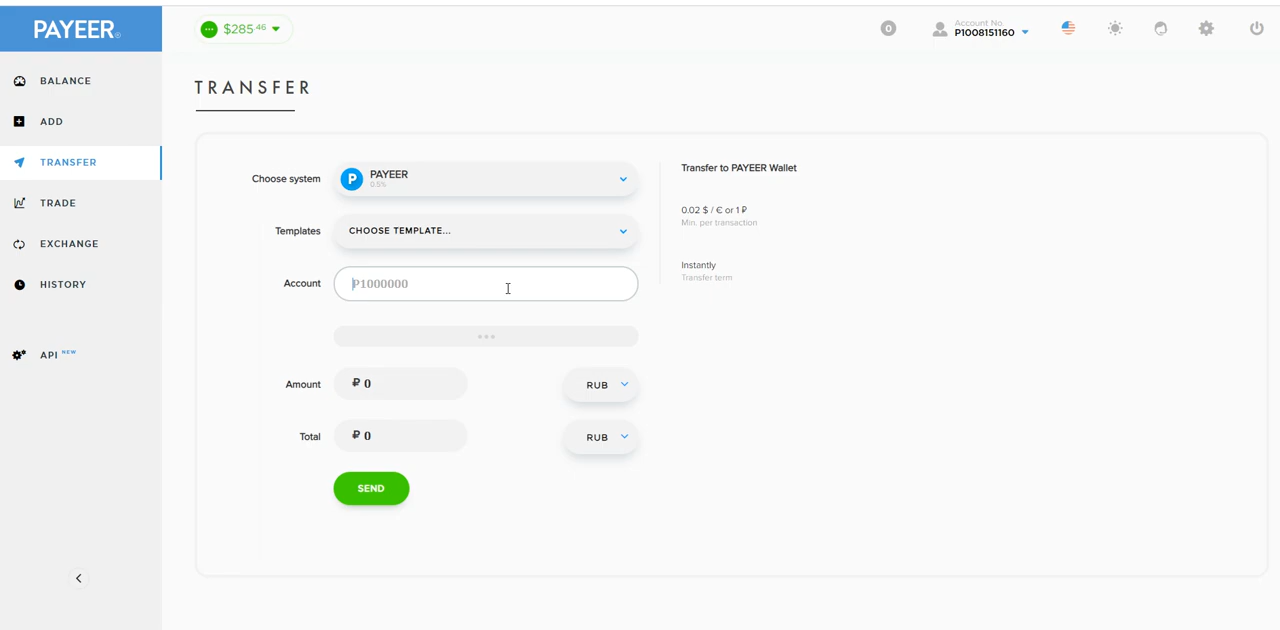 PAYEER®
$285.46
0
Account No.
P1008151160
BALANCE
ADD
TRANSFER
TRADE
EXCHANGE
HISTORY
API NEW
TRANSFER
Choose system
PAYEER
0.5%
Templates
CHOOSE TEMPLATE...
Account
P1000000
Amount
₽ 0
RUB
Total
₽ 0
RUB
SEND
Transfer to PAYEER Wallet
0.02 $ / € or 1 ₽
Min. per transaction
Instantly
Transfer term